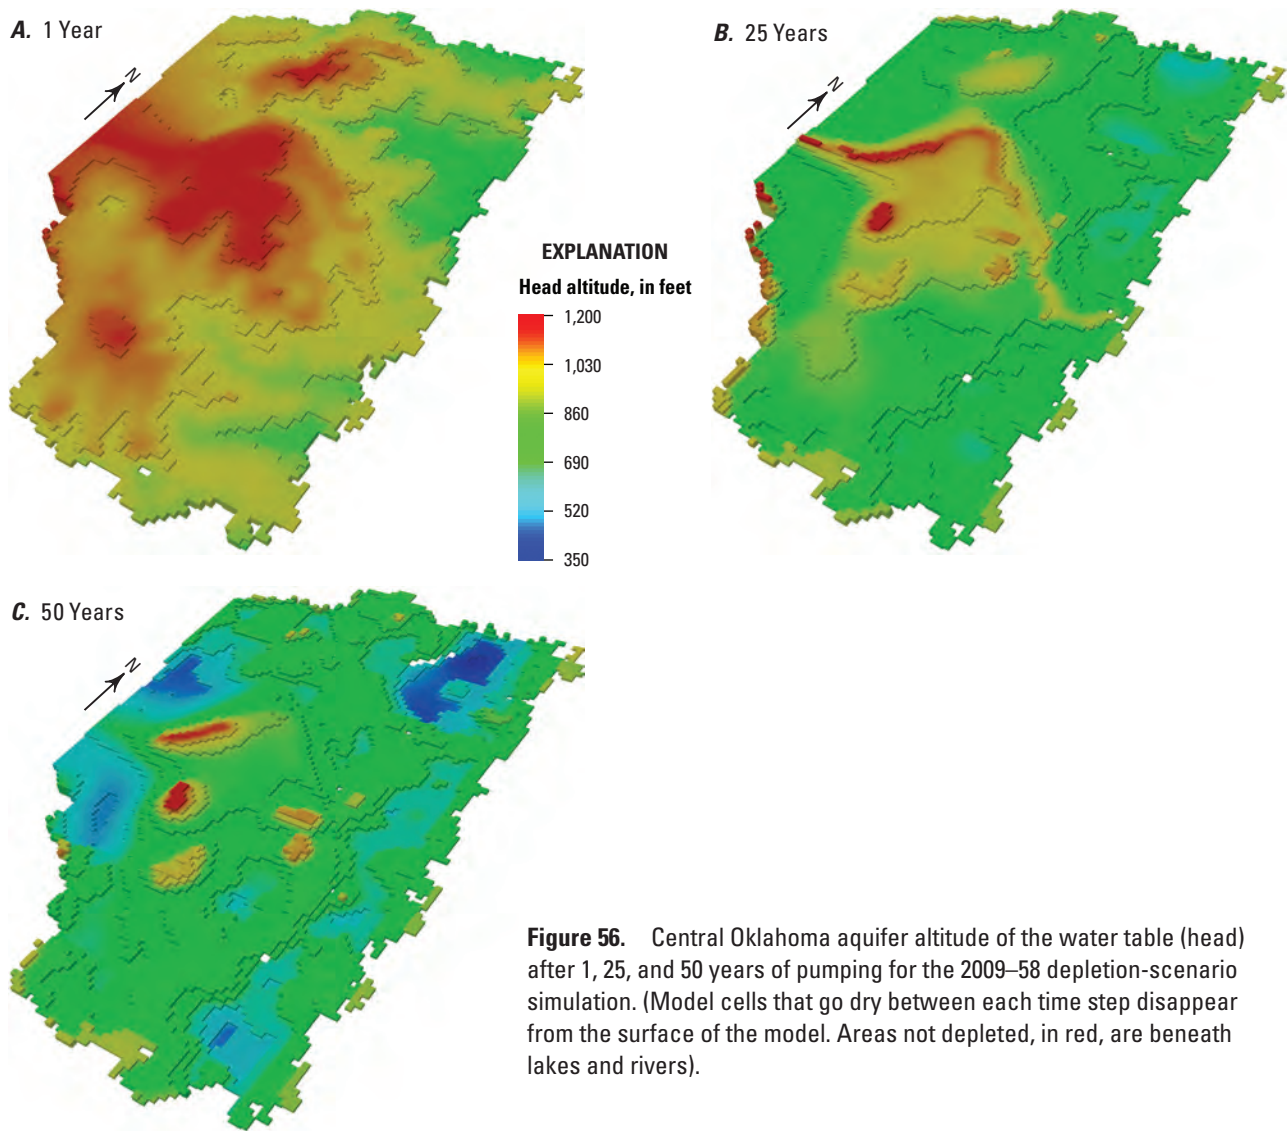 A. 1 Year
N
B. 25 Years
N
EXPLANATION
Head altitude, in feet
1,200
1,030
860
690
520
350
C. 50 Years
N
Figure 56. Central Oklahoma aquifer altitude of the water table (head)
after 1, 25, and 50 years of pumping for the 2009–58 depletion-scenario
simulation. (Model cells that go dry between each time step disappear
from the surface of the model. Areas not depleted, in red, are beneath
lakes and rivers).